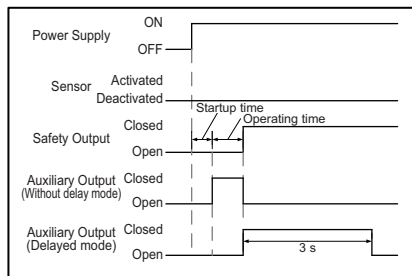 Power Supply
ON
OFF
Sensor
Activated
Deactivated
Startup time
Operating time
Safety Output
Closed
Open
Auxiliary Output
(Without delay mode)
Closed
Open
Auxiliary Output
(Delayed mode)
Closed
Open
3 s